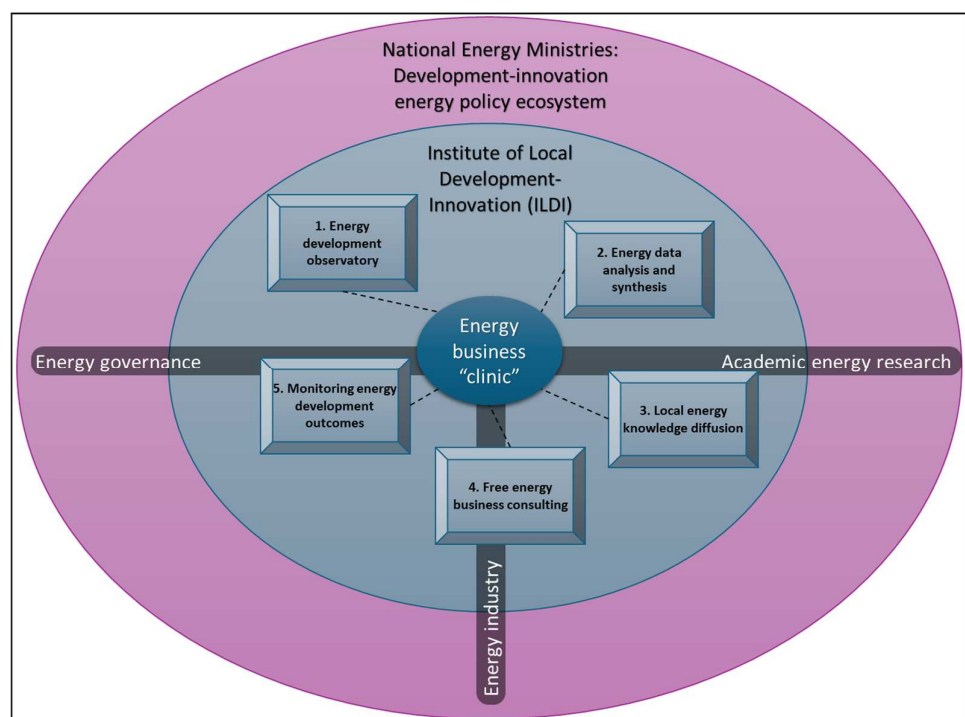 National Energy Ministries:
Development-innovation
energy policy ecosystem
Institute of Local
Development-
Innovation (ILDI)
1. Energy
development
observatory
2. Energy data
analysis and
synthesis
Energy
business
“clinic”
Energy governance
Academic energy research
5. Monitoring energy
development
outcomes
3. Local energy
knowledge diffusion
4. Free energy
business consulting
Energy industry